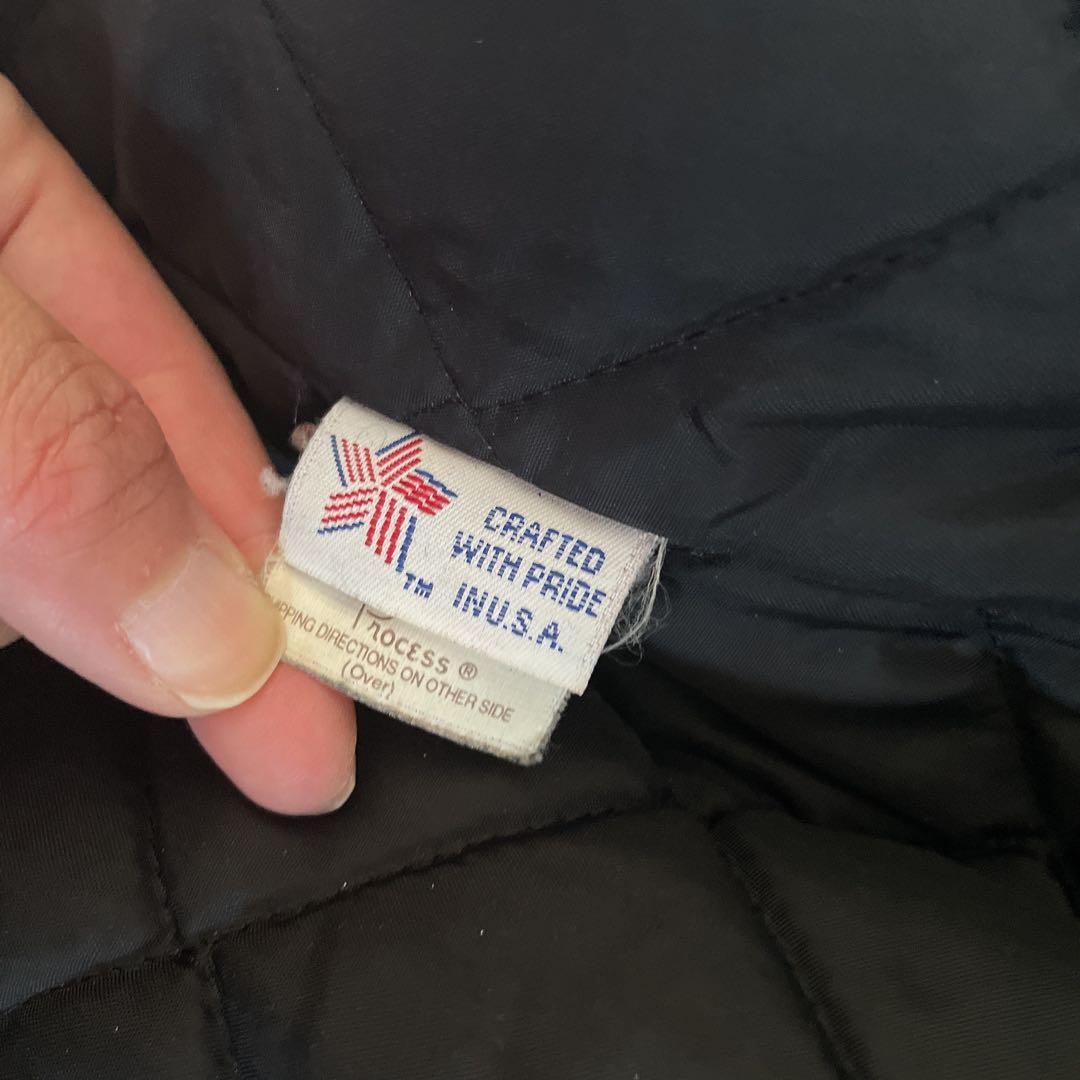 CRAFTED
WITH PRIDE
IN U.S.A.
TM
Process ®
DIRECTIONS ON OTHER SIDE
(Over)